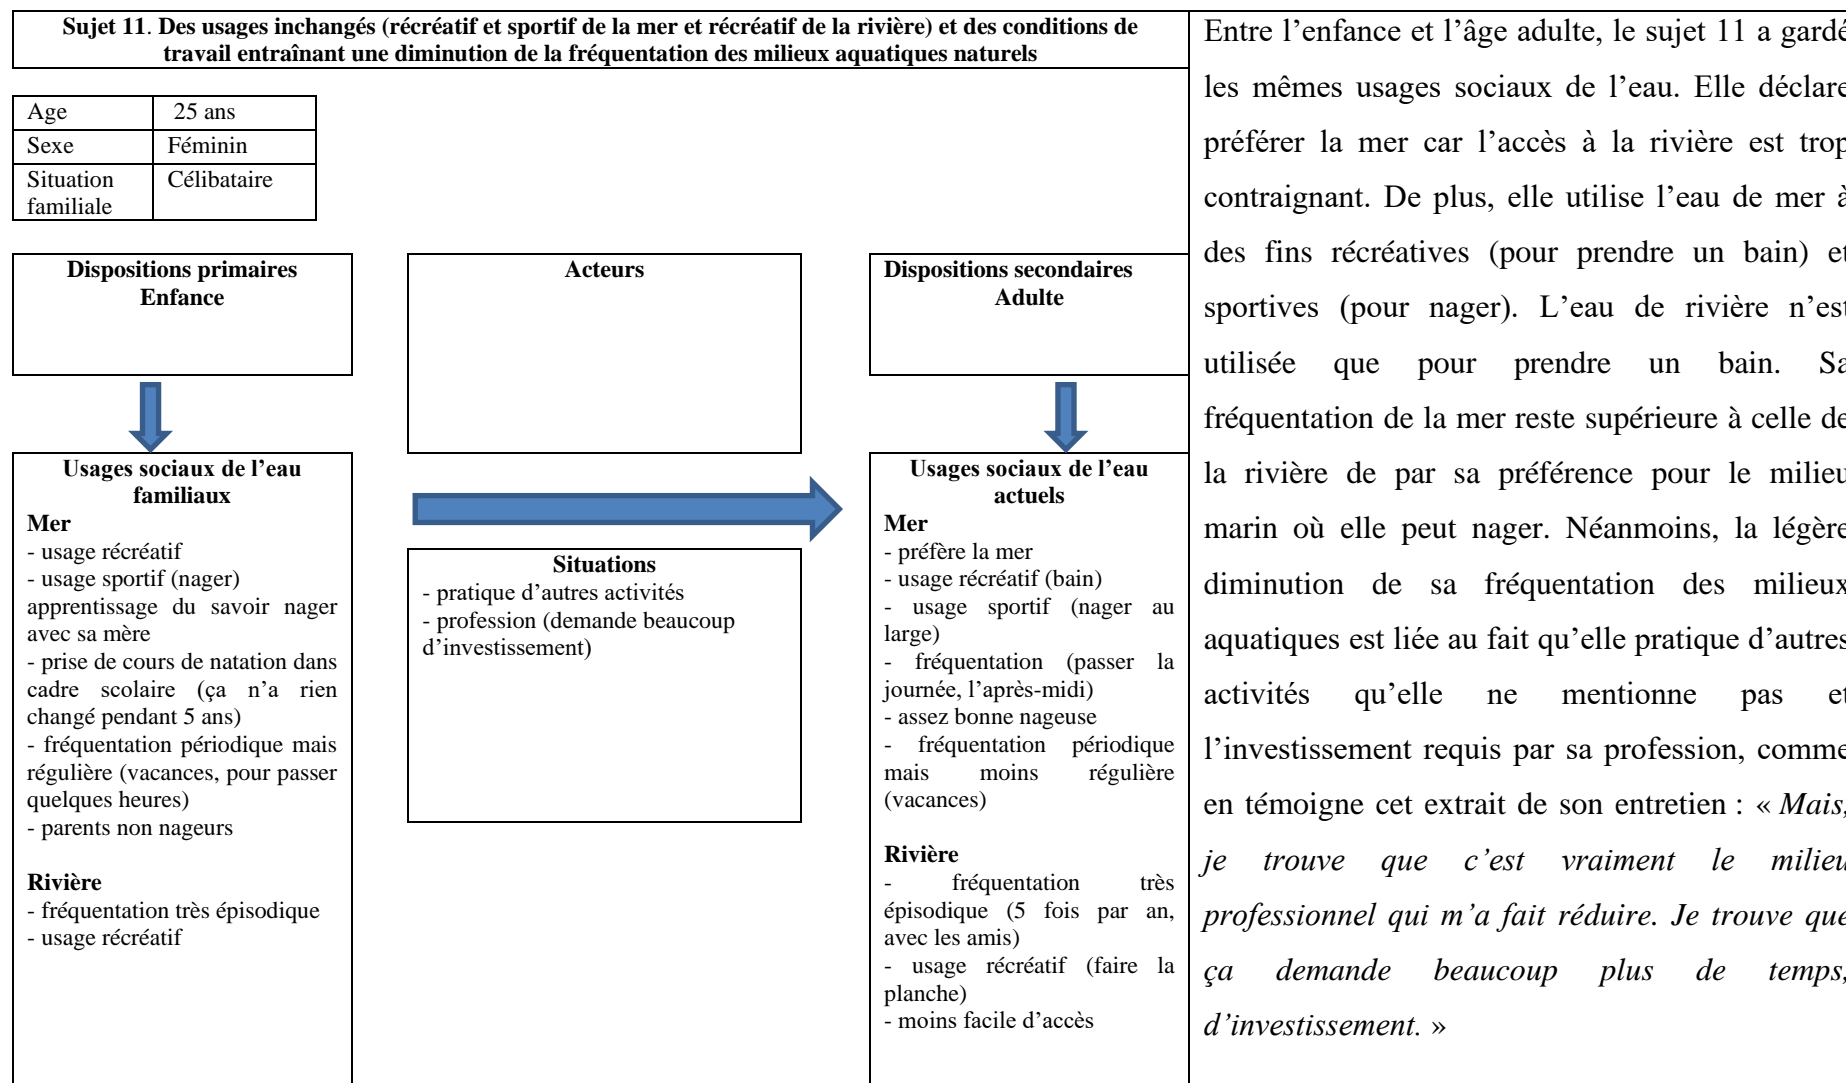 Sujet 11. Des usages inchangés (récréatif et sportif de la mer et récréatif de la rivière) et des conditions de
travail entraînant une diminution de la fréquentation des milieux aquatiques naturels
Age 25 ans
Sexe Féminin
Situation familiale Célibataire
Dispositions primaires
Enfance
Acteurs
Dispositions secondaires
Adulte
Usages sociaux de l’eau
familiaux
Mer
- usage récréatif
- usage sportif (nager)
apprentissage du savoir nager
avec sa mère
- prise de cours de natation dans
cadre scolaire (ça n’a rien
changé pendant 5 ans)
- fréquentation périodique mais
régulière (vacances, pour passer
quelques heures)
- parents non nageurs
Rivière
- fréquentation très épisodique
- usage récréatif
Situations
- pratique d’autres activités
- profession (demande beaucoup
d’investissement)
Usages sociaux de l’eau
actuels
Mer
- préfère la mer
- usage récréatif (bain)
- usage sportif (nager au
large)
- fréquentation (passer la
journée, l’après-midi)
- assez bonne nageuse
- fréquentation périodique
mais moins régulière
(vacances)
Rivière
- fréquentation très
épisodique (5 fois par an,
avec les amis)
- usage récréatif (faire la
planche)
- moins facile d’accès
Entre l’enfance et l’âge adulte, le sujet 11 a gardé
les mêmes usages sociaux de l’eau. Elle déclare
préférer la mer car l’accès à la rivière est trop
contraignant. De plus, elle utilise l’eau de mer à
des fins récréatives (pour prendre un bain) et
sportives (pour nager). L’eau de rivière n’est
utilisée que pour prendre un bain. Sa
fréquentation de la mer reste supérieure à celle de
la rivière de par sa préférence pour le milieu
marin où elle peut nager. Néanmoins, la légère
diminution de sa fréquentation des milieux
aquatiques est liée au fait qu’elle pratique d’autres
activités qu’elle ne mentionne pas et
l’investissement requis par sa profession, comme
en témoigne cet extrait de son entretien : « Mais,
je trouve que c’est vraiment le milieu
professionnel qui m’a fait réduire. Je trouve que
ça demande beaucoup plus de temps,
d’investissement. »